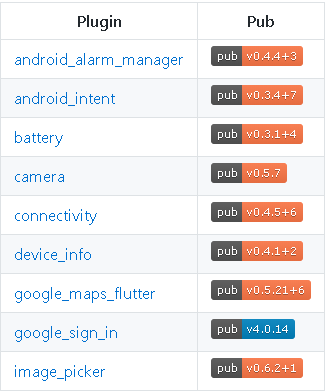 Plugin Pub
android_alarm_manager pub v0.4.4+3
android_intent pub v0.3.4+7
battery pub v0.3.1+4
camera pub v0.5.7
connectivity pub v0.4.5+6
device_info pub v0.4.1+2
google_maps_flutter pub v0.5.21+6
google_sign_in pub v4.0.14
image_picker pub v0.6.2+1